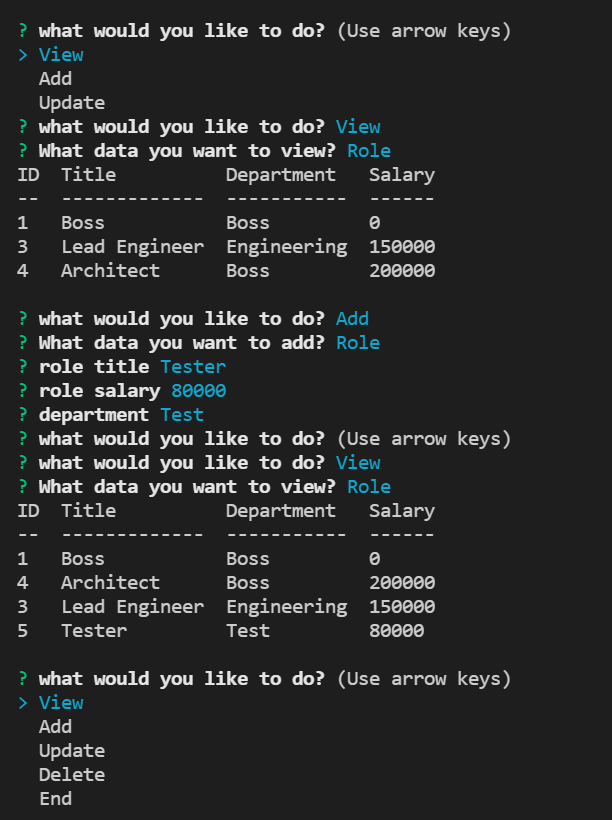 ? what would you like to do? (Use arrow keys)
> View
  Add
  Update
? what would you like to do? View
? What data you want to view? Role
ID  Title          Department   Salary
--  -------------  -----------  ------
1   Boss           Boss         0
3   Lead Engineer  Engineering  150000
4   Architect      Boss         200000

? what would you like to do? Add
? What data you want to add? Role
? role title Tester
? role salary 80000
? department Test
? what would you like to do? (Use arrow keys)
? what would you like to do? View
? What data you want to view? Role
ID  Title          Department   Salary
--  -------------  -----------  ------
1   Boss           Boss         0
4   Architect      Boss         200000
3   Lead Engineer  Engineering  150000
5   Tester         Test         80000

? what would you like to do? (Use arrow keys)
> View
  Add
  Update
  Delete
  End